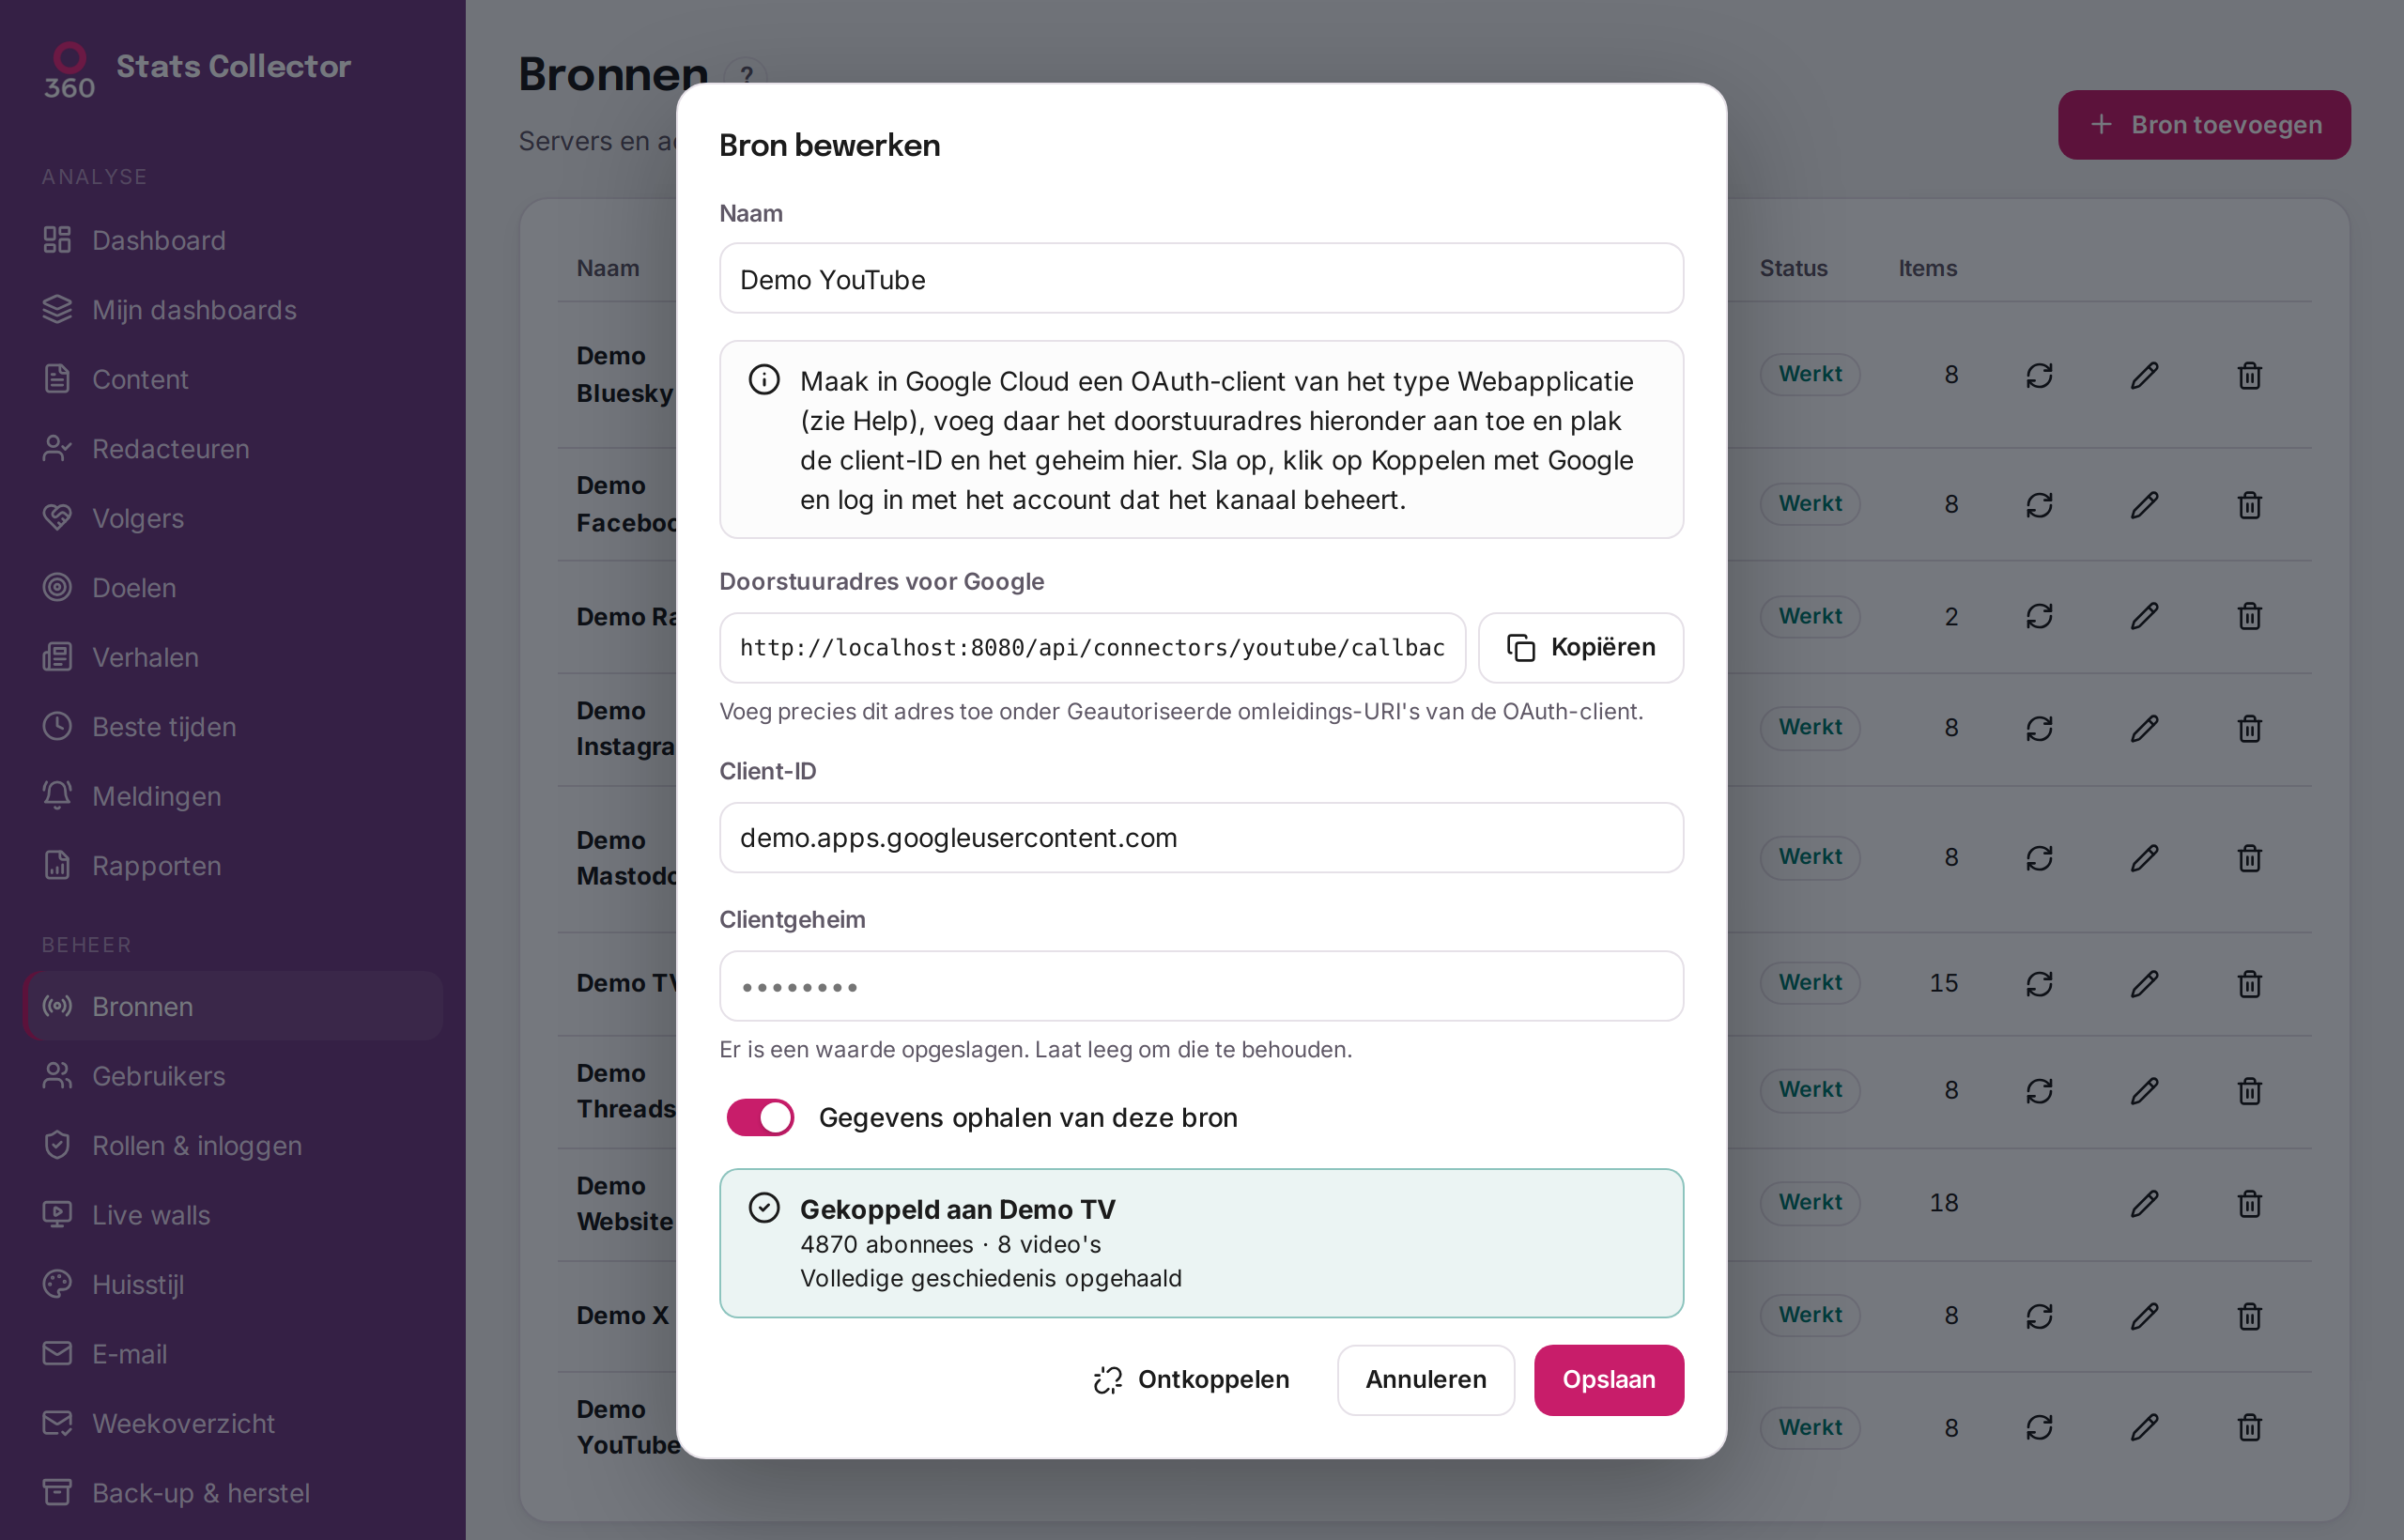 360 Stats Collector
ANALYSE
Dashboard
Mijn dashboards
Content
Redacteuren
Volgers
Doelen
Verhalen
Beste tijden
Meldingen
Rapporten
BEHEER
Bronnen
Gebruikers
Rollen & inloggen
Live walls
Huisstijl
E-mail
Weekoverzicht
Back-up & herstel
Bronnen ?
Servers en
Bron toevoegen
Naam Status Items
Demo
Bluesky
Werkt 8
Demo
Werkt 8
Demo
Werkt 2
Demo
Werkt 8
Demo
Werkt 8
Demo
Werkt 15
Demo
Threads
Werkt 8
Demo
Website
Werkt 18
Demo X
Werkt 8
Demo
YouTube
Werkt 8
Bron bewerken
Naam
Demo YouTube
Maak in Google Cloud een OAuth-client van het type Webapplicatie
(zie Help), voeg daar het doorstuuradres hieronder aan toe en plak
de client-ID en het geheim hier. Sla op, klik op Koppelen met Google
en log in met het account dat het kanaal beheert.
Doorstuuradres voor Google
http://localhost:8080/api/connectors/youtube/callbac
Kopiëren
Voeg precies dit adres toe onder Geautoriseerde omleidings-URI's van de OAuth-client.
Client-ID
demo.apps.googleusercontent.com
Clientgeheim
••••••••
Er is een waarde opgeslagen. Laat leeg om die te behouden.
Gegevens ophalen van deze bron
Gekoppeld aan Demo TV
4870 abonnees · 8 video's
Volledige geschiedenis opgehaald
Ontkoppelen
Annuleren
Opslaan